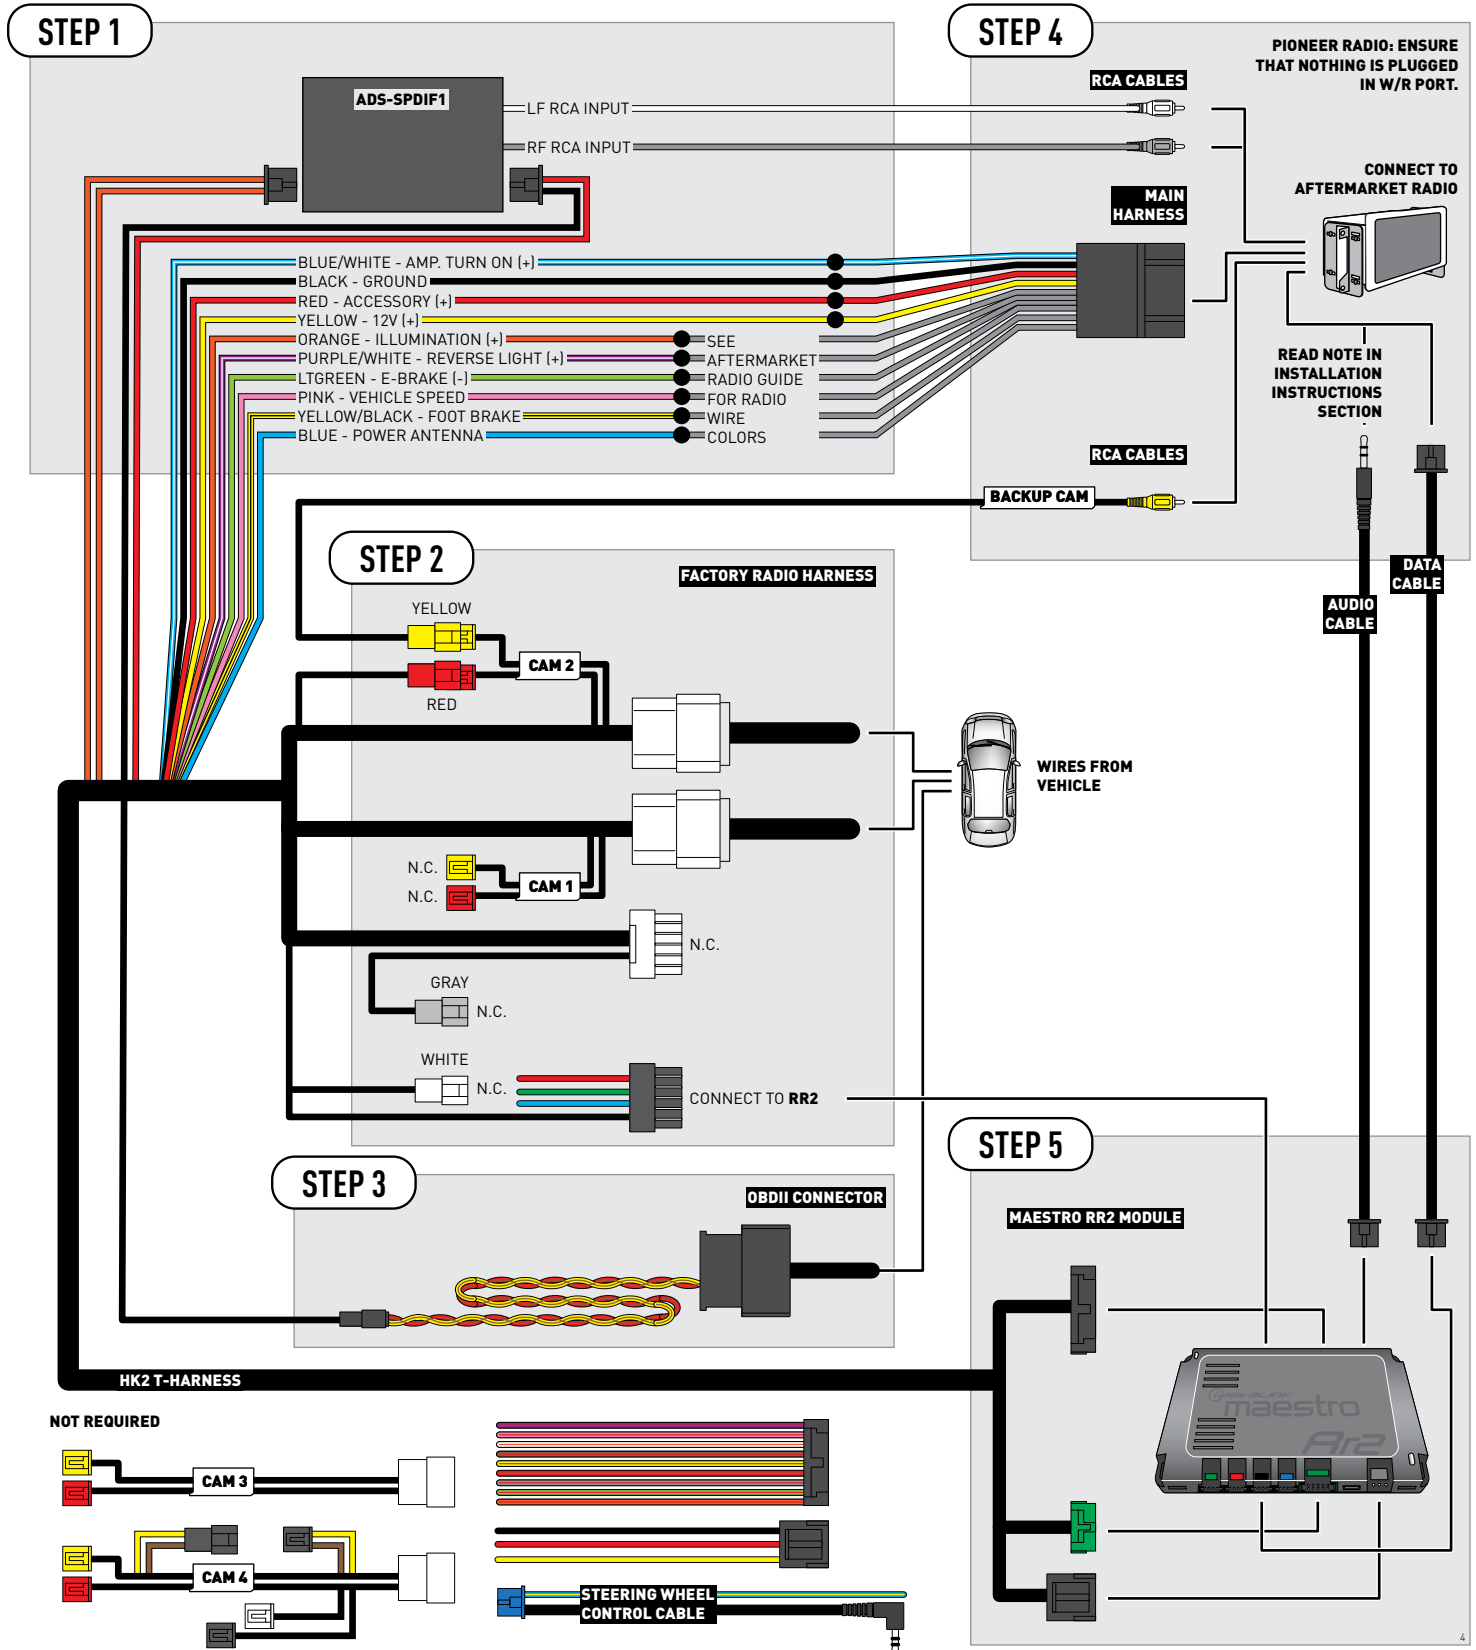 STEP 1
ADS-SPDIF1
LF RCA INPUT
RF RCA INPUT
BLUE/WHITE - AMP. TURN ON (+)
BLACK - GROUND
RED - ACCESSORY (+)
YELLOW - 12V (+)
ORANGE - ILLUMINATION (+)
PURPLE/WHITE - REVERSE LIGHT (+)
LTGREEN - E-BRAKE (-)
PINK - VEHICLE SPEED
YELLOW/BLACK - FOOT BRAKE
BLUE - POWER ANTENNA
SEE
AFTERMARKET
RADIO GUIDE
FOR RADIO
WIRE
COLORS
STEP 4
PIONEER RADIO: ENSURE
THAT NOTHING IS PLUGGED
IN W/R PORT.
RCA CABLES
CONNECT TO
AFTERMARKET RADIO
MAIN
HARNESS
READ NOTE IN
INSTALLATION
INSTRUCTIONS
SECTION
RCA CABLES
BACKUP CAM
DATA
CABLE
AUDIO
CABLE
STEP 2
FACTORY RADIO HARNESS
YELLOW
CAM 2
RED
WIRES FROM
VEHICLE
N.C.
N.C.
CAM 1
N.C.
GRAY
N.C.
WHITE
N.C.
CONNECT TO RR2
STEP 3
OBDII CONNECTOR
STEP 5
MAESTRO RR2 MODULE
HK2 T-HARNESS
iDATALINK
maestro
Rr2
NOT REQUIRED
CAM 3
CAM 4
STEERING WHEEL
CONTROL CABLE
4